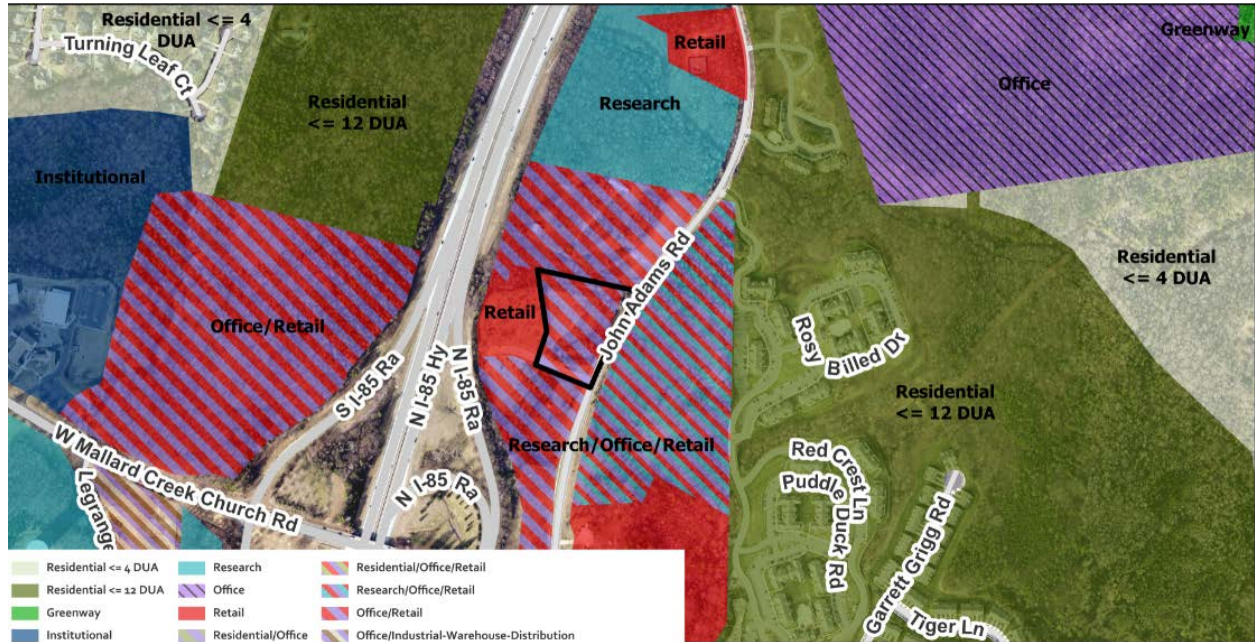 Residential <= 4
DUA
Turning Leaf Ct
Residential
<= 12 DUA
Institutional
Office/Retail
S I-85 Ra
N I-85 Hy
N I-85 Ra
N I-85 Ra
W Mallard Creek Church Rd
Legrange
Retail
Research
Retail
John Adams Rd
Research/Office/Retail
Office
Greenway
Residential
<= 4 DUA
Rosy Billed Dr
Residential
<= 12 DUA
Red Crest Ln
Puddle Duck Rd
Garrett Grigg Rd
Tiger Ln
Residential <= 4 DUA
Residential <= 12 DUA
Greenway
Institutional
Research
Office
Retail
Residential/Office
Residential/Office/Retail
Research/Office/Retail
Office/Retail
Office/Industrial-Warehouse-Distribution